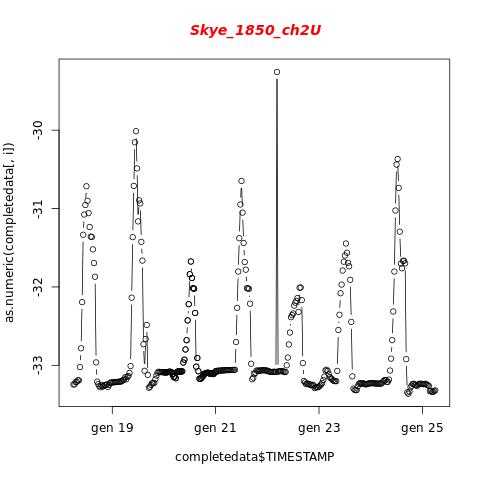 Skye_1850_ch2U
as.numeric(completedata[, i])
-30
-31
-32
-33
gen 19
gen 21
gen 23
gen 25
completedata$TIMESTAMP